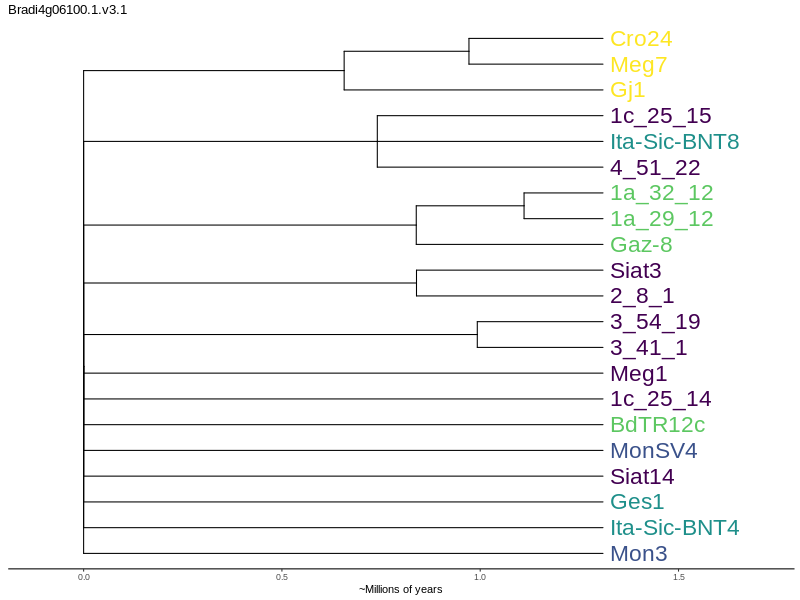 Bradi4g06100.1.v3.1
Cro24
Meg7
Gj1
1c_25_15
Ita-Sic-BNT8
4_51_22
1a_32_12
1a_29_12
Gaz-8
Siat3
2_8_1
3_54_19
3_41_1
Meg1
1c_25_14
BdTR12c
MonSV4
Siat14
Ges1
Ita-Sic-BNT4
Mon3
0.0 0.5 1.0 1.5
~Millions of years